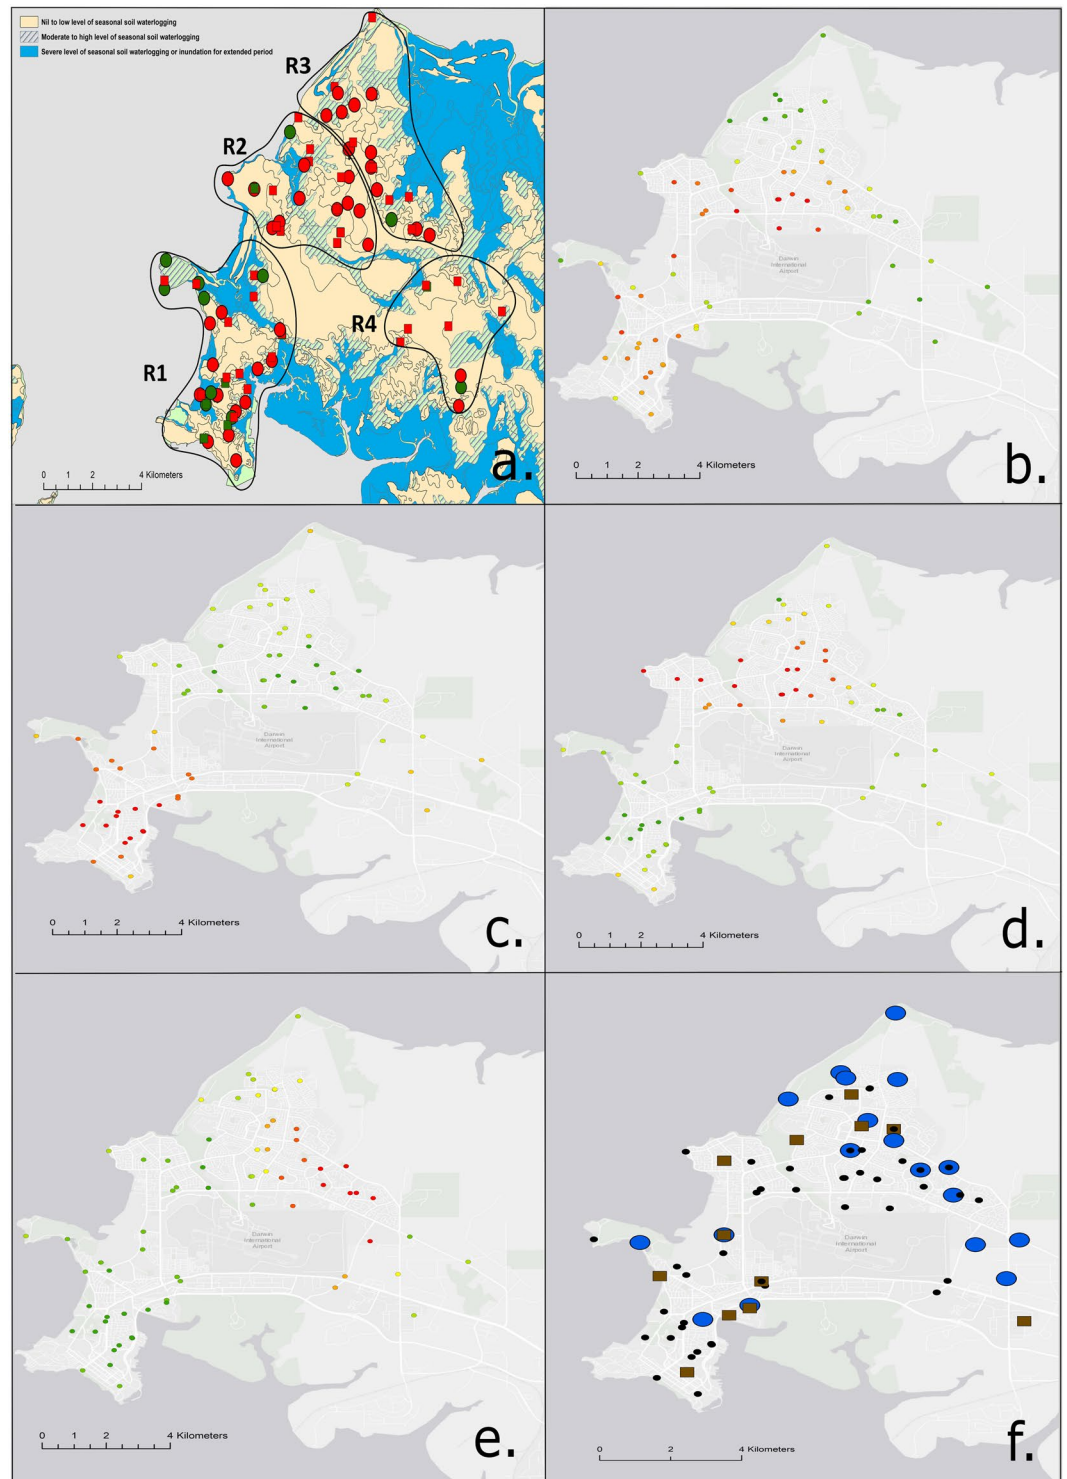 Nil to low level of seasonal soil waterlogging
Moderate to high level of seasonal soil waterlogging
Severe level of seasonal soil waterlogging or inundation for extended period
R3
R2
R4
R1
0 1 2 4 Kilometers
a.
Darwin
International
Airport
0 1 2 4 Kilometers
b.
Darwin
International
Airport
0 1 2 4 Kilometers
c.
Darwin
International
Airport
0 1 2 4 Kilometers
d.
Darwin
International
Airport
0 1 2 4 Kilometers
e.
Darwin
International
Airport
0 2 4 Kilometers
f.